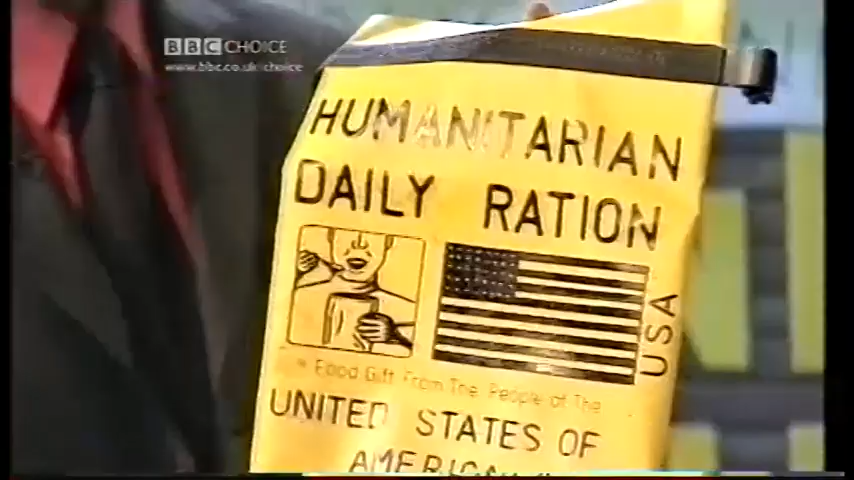 BBC CHOICE
www.bbc.co.uk/choice
HUMANITARIAN
DAILY RATION
USA
Food Gift From The People of The
UNITED STATES OF
AMERICA